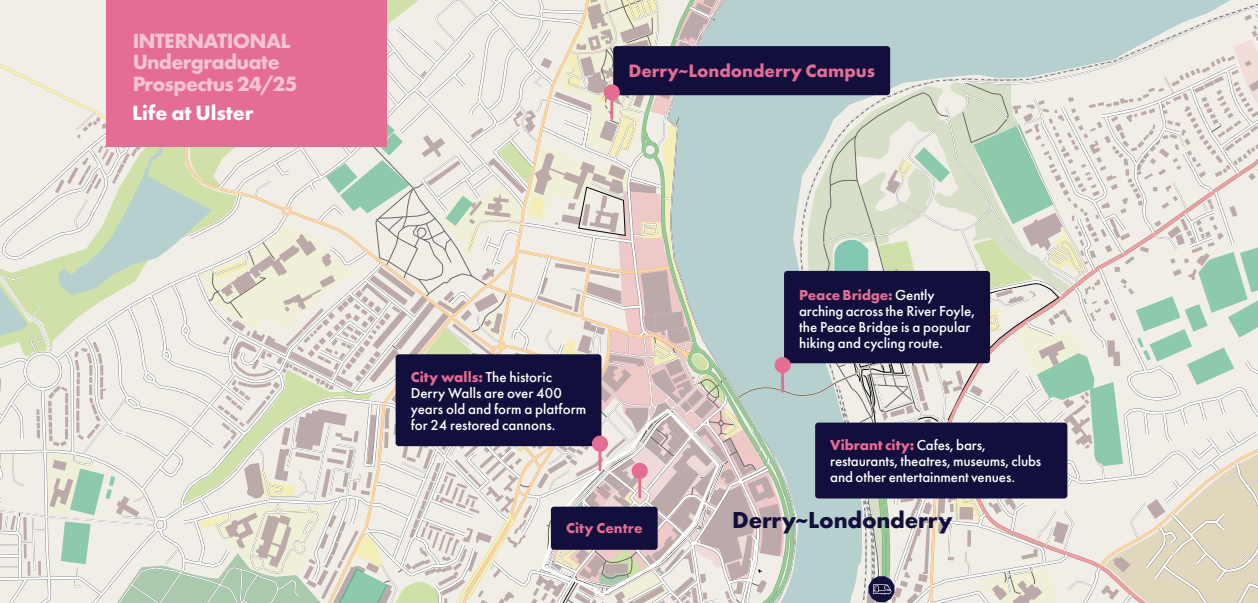 INTERNATIONAL
Undergraduate
Prospectus 24/25
Life at Ulster
Derry~Londonderry Campus
Peace Bridge: Gently
arching across the River Foyle,
the Peace Bridge is a popular
hiking and cycling route.
City walls: The historic
Derry Walls are over 400
years old and form a platform
for 24 restored cannons.
Vibrant city: Cafes, bars,
restaurants, theatres, museums, clubs
and other entertainment venues.
City Centre
Derry~Londonderry